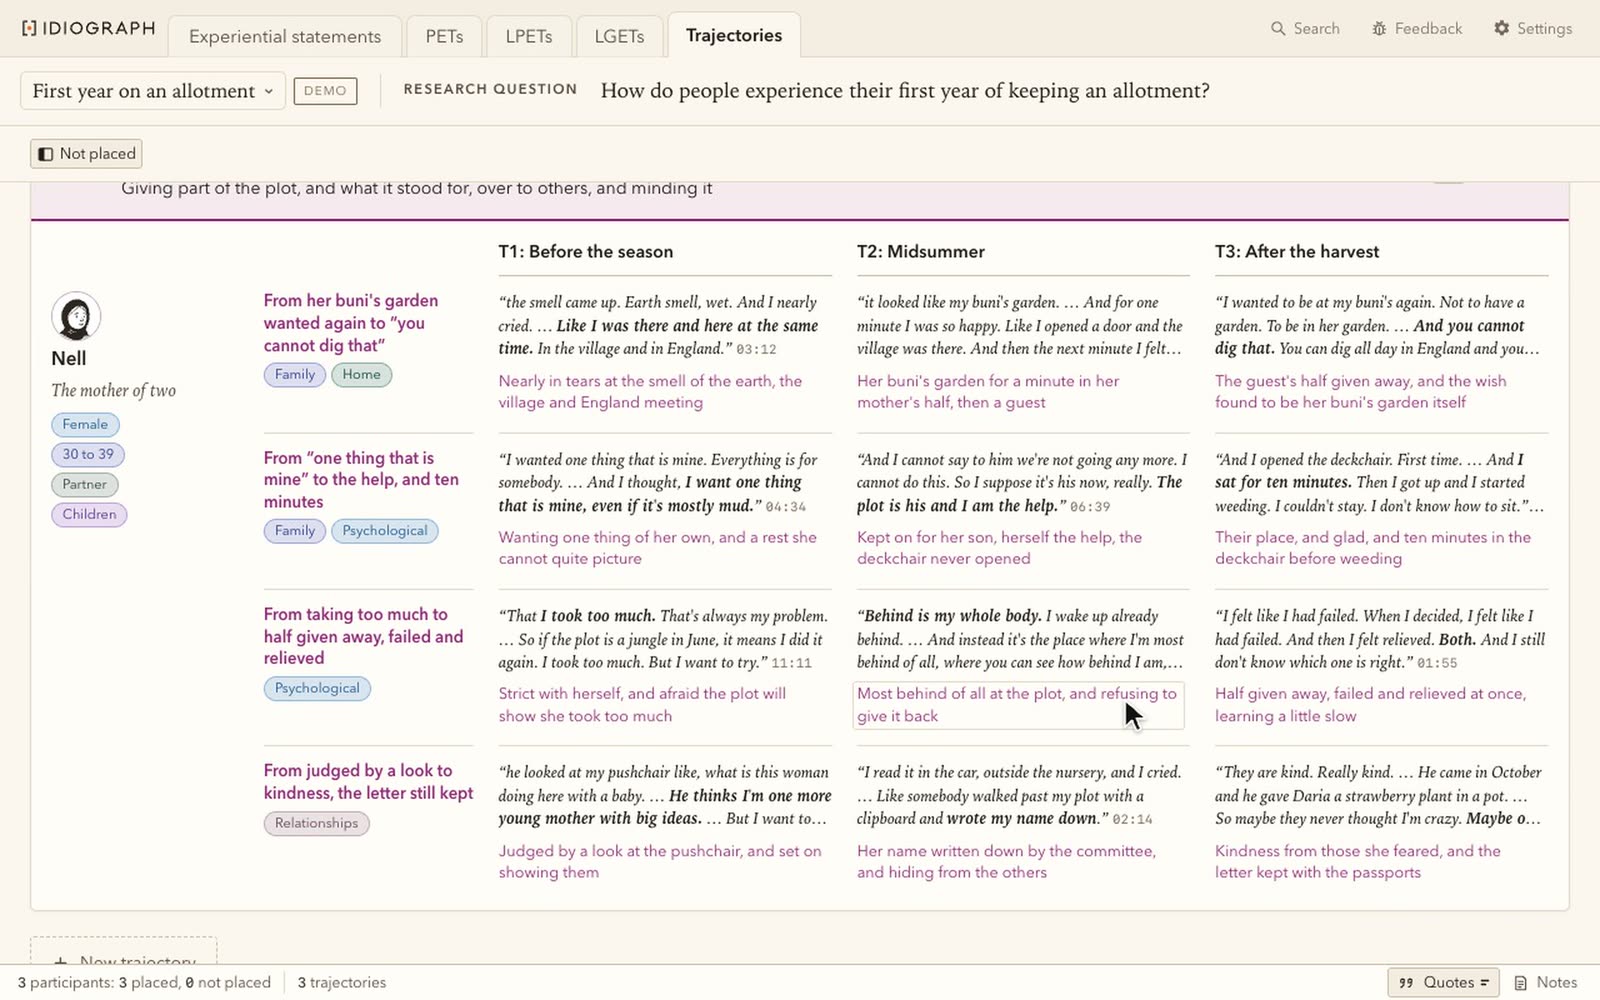 IDIOGRAPH
Experiential statements
PETs
LPETs
LGETs
Trajectories
Search
Feedback
Settings
First year on an allotment
DEMO
RESEARCH QUESTION
How do people experience their first year of keeping an allotment?
Not placed
Giving part of the plot, and what it stood for, over to others, and minding it
T1: Before the season
T2: Midsummer
T3: After the harvest
Nell
The mother of two
Female
30 to 39
Partner
Children
From her buni's garden
wanted again to "you
cannot dig that"
Family
Home
“the smell came up. Earth smell, wet. And I nearly
cried. … Like I was there and here at the same
time. In the village and in England.” 03:12
Nearly in tears at the smell of the earth, the
village and England meeting
“it looked like my buni's garden. … And for one
minute I was so happy. Like I opened a door and the
village was there. And then the next minute I felt…
Her buni's garden for a minute in her
mother's half, then a guest
“I wanted to be at my buni's again. Not to have a
garden. To be in her garden. … And you cannot
dig that. You can dig all day in England and you…
The guest's half given away, and the wish
found to be her buni's garden itself
From “one thing that is
mine” to the help, and ten
minutes
Family
Psychological
“I wanted one thing that is mine. Everything is for
somebody. … And I thought, I want one thing
that is mine, even if it's mostly mud.” 04:34
Wanting one thing of her own, and a rest she
cannot quite picture
“And I cannot say to him we're not going any more. I
cannot do this. So I suppose it's his now, really. The
plot is his and I am the help.” 06:39
Kept on for her son, herself the help, the
deckchair never opened
“And I opened the deckchair. First time. … And I
sat for ten minutes. Then I got up and I started
weeding. I couldn't stay. I don't know how to sit.”…
Their place, and glad, and ten minutes in the
deckchair before weeding
From taking too much to
half given away, failed and
relieved
Psychological
“That I took too much. That's always my problem.
… So if the plot is a jungle in June, it means I did it
again. I took too much. But I want to try.” 11:11
Strict with herself, and afraid the plot will
show she took too much
“Behind is my whole body. I wake up already
behind. … And instead it's the place where I'm most
behind of all, where you can see how behind I am,…
Most behind of all at the plot, and refusing to
give it back
“I felt like I had failed. When I decided, I felt like I
had failed. And then I felt relieved. Both. And I still
don't know which one is right.” 01:55
Half given away, failed and relieved at once,
learning a little slow
From judged by a look to
kindness, the letter still kept
Relationships
“he looked at my pushchair like, what is this woman
doing here with a baby. … He thinks I'm one more
young mother with big ideas. … But I want to…
Judged by a look at the pushchair, and set on
showing them
“I read it in the car, outside the nursery, and I cried.
… Like somebody walked past my plot with a
clipboard and wrote my name down.” 02:14
Her name written down by the committee,
and hiding from the others
“They are kind. Really kind. … He came in October
and he gave Daria a strawberry plant in a pot. …
So maybe they never thought I'm crazy. Maybe o…
Kindness from those she feared, and the
letter kept with the passports
+ New trajectory
3 participants: 3 placed, 0 not placed
3 trajectories
Quotes
Notes